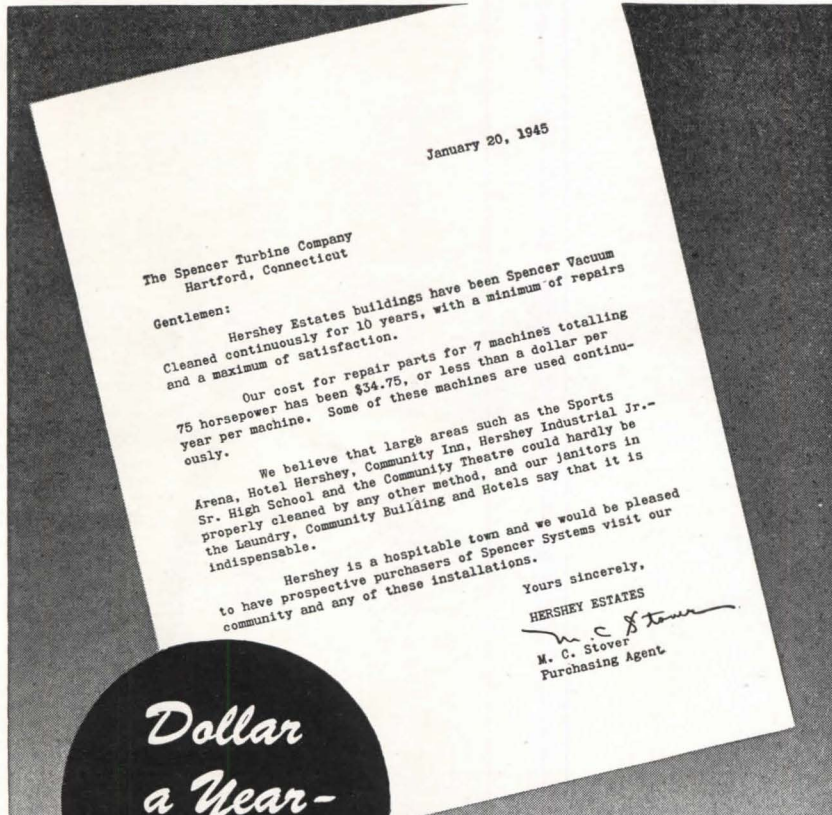 January 20, 1945
The Spencer Turbine Company
Hartford, Connecticut
Gentlemen:
Hershey Estates buildings have been Spencer Vacuum
Cleaned continuously for 10 years, with a minimum of repairs
and a maximum of satisfaction.
Our cost for repair parts for 7 machines totalling
75 horsepower has been $34.75, or less than a dollar per
year per machine. Some of these machines are used continu-
ously.
We believe that large areas such as the Sports
Arena, Hotel Hershey, Community Inn, Hershey Industrial Jr.-
Sr. High School and the Community Theatre could hardly be
properly cleaned by any other method, and our janitors in
the Laundry, Community Building and Hotels say that it is
indispensable.
Hershey is a hospitable town and we would be pleased
to have prospective purchasers of Spencer Systems visit our
community and any of these installations.
Yours sincerely,
HERSHEY ESTATES
M. C. Stover
M. C. Stover
Purchasing Agent
Dollar
a Year-